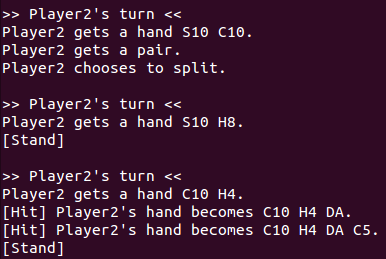 >> Player2's turn <<
Player2 gets a hand S10 C10.
Player2 gets a pair.
Player2 chooses to split.
>> Player2's turn <<
Player2 gets a hand S10 H8.
[Stand]
>> Player2's turn <<
Player2 gets a hand C10 H4.
[Hit] Player2's hand becomes C10 H4 DA.
[Hit] Player2's hand becomes C10 H4 DA C5.
[Stand]